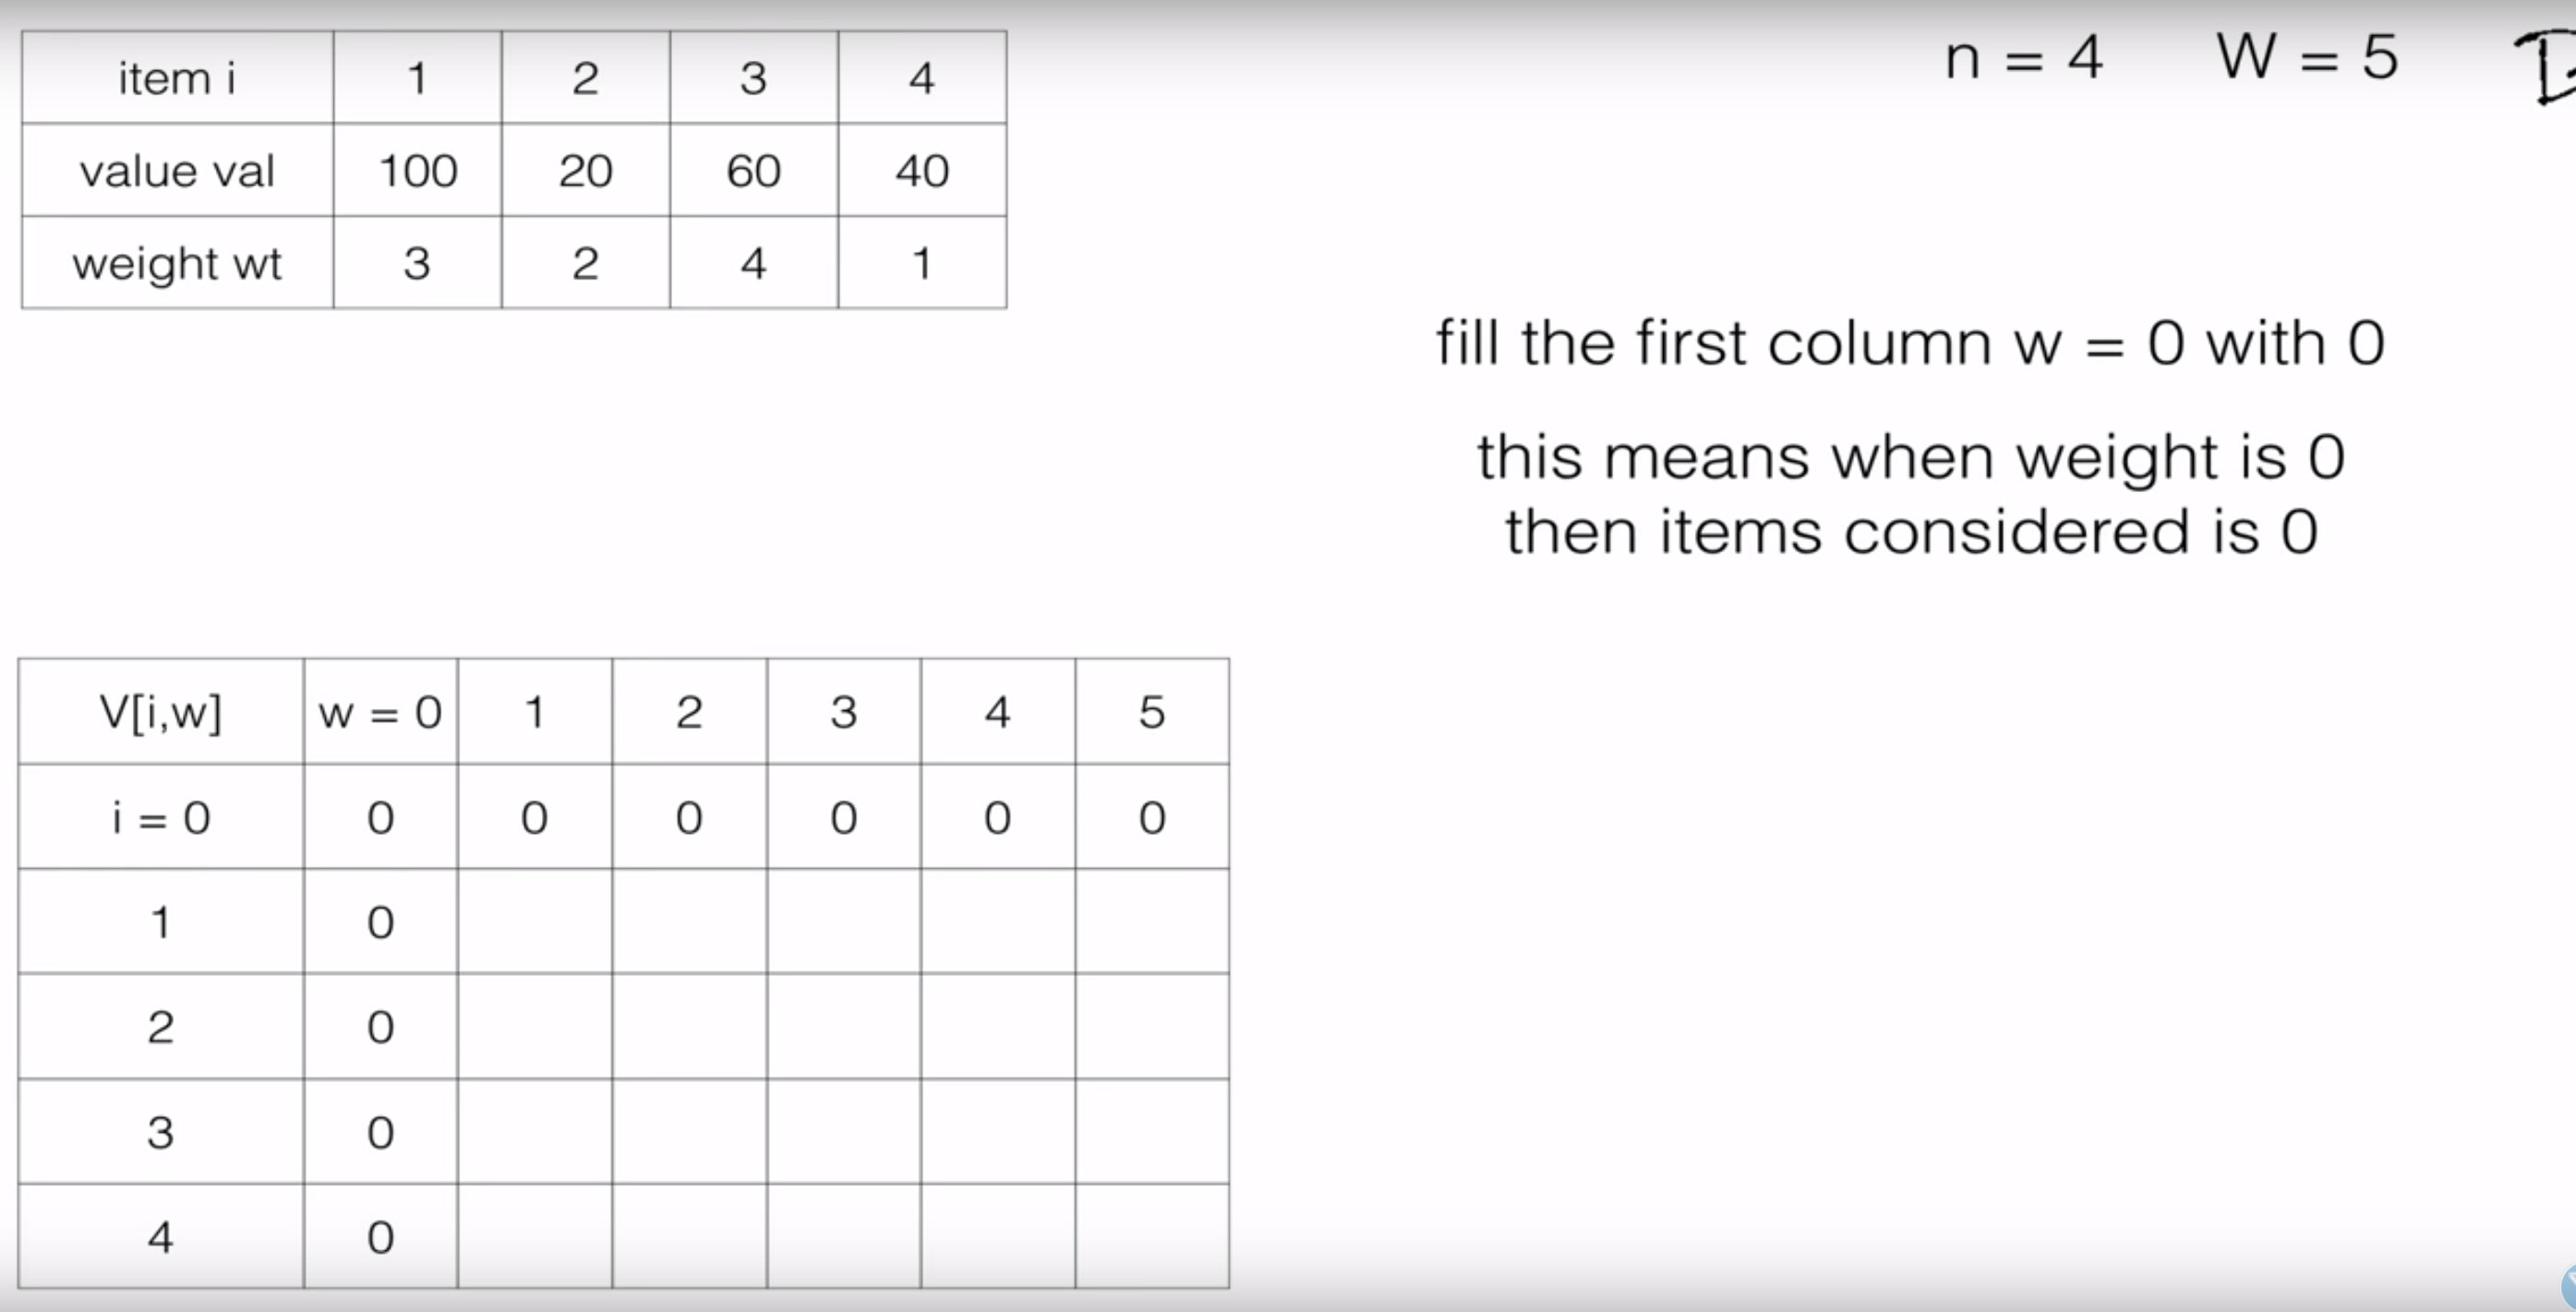 item i 1 2 3 4
value val 100 20 60 40
weight wt 3 2 4 1
n = 4 W = 5
fill the first column w = 0 with 0
this means when weight is 0
then items considered is 0
V[i,w] w = 0 1 2 3 4 5
i = 0 0 0 0 0 0 0
1 0
2 0
3 0
4 0